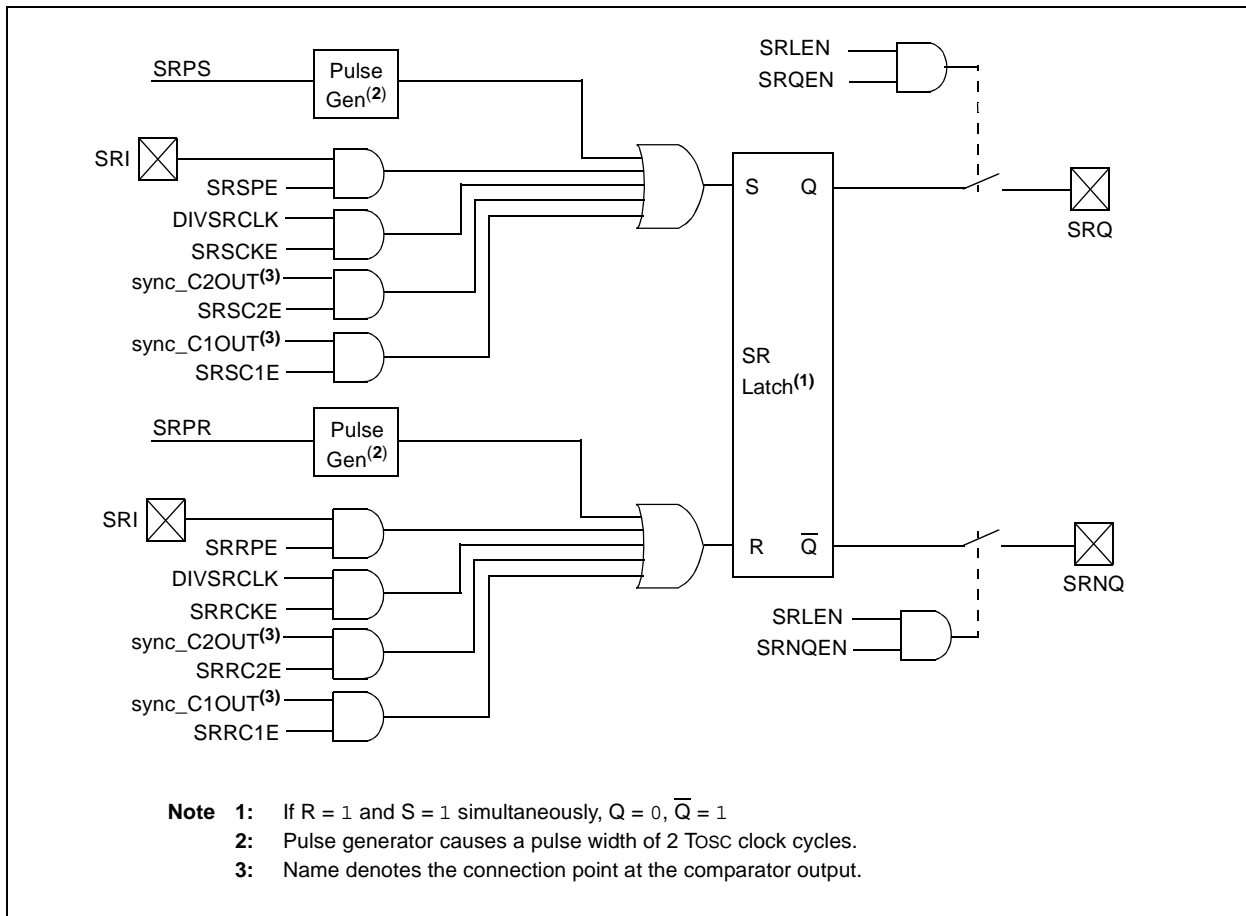 SRPS
Pulse
Gen(2)
SRI
SRSPE
DIVSRCLK
SRSCKE
sync_C2OUT(3)
SRSC2E
sync_C1OUT(3)
SRSC1E
SRPR
Pulse
Gen(2)
SRI
SRRPE
DIVSRCLK
SRRCKE
sync_C2OUT(3)
SRRC2E
sync_C1OUT(3)
SRRC1E
S Q
SR
Latch(1)
R Q̅
SRLEN
SRQEN
SRQ
SRLEN
SRNQEN
SRNQ
Note 1: If R = 1 and S = 1 simultaneously, Q = 0, Q̅ = 1
2: Pulse generator causes a pulse width of 2 TOSC clock cycles.
3: Name denotes the connection point at the comparator output.